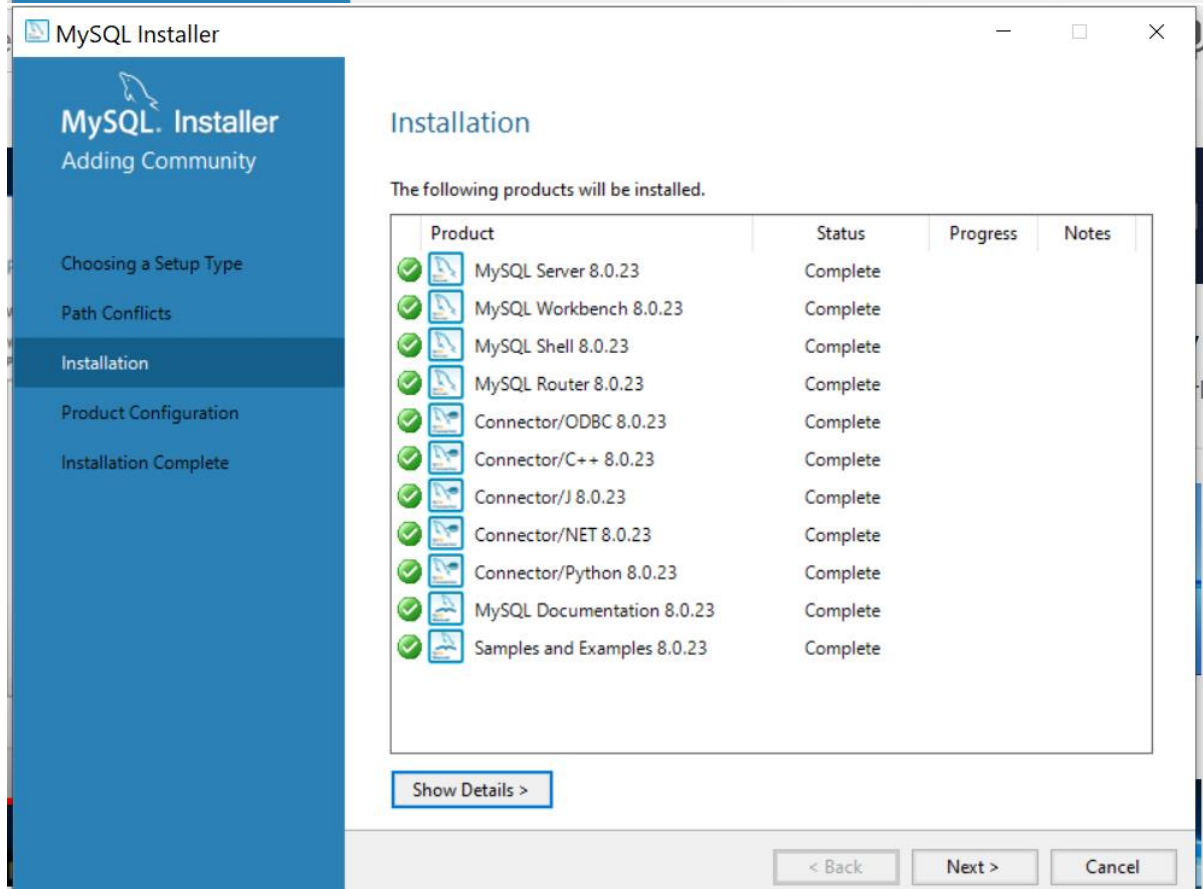 MySQL Installer
MySQL. Installer
Adding Community
Choosing a Setup Type
Path Conflicts
Installation
Product Configuration
Installation Complete
Installation
The following products will be installed.
Product Status Progress Notes
MySQL Server 8.0.23 Complete
MySQL Workbench 8.0.23 Complete
MySQL Shell 8.0.23 Complete
MySQL Router 8.0.23 Complete
Connector/ODBC 8.0.23 Complete
Connector/C++ 8.0.23 Complete
Connector/J 8.0.23 Complete
Connector/NET 8.0.23 Complete
Connector/Python 8.0.23 Complete
MySQL Documentation 8.0.23 Complete
Samples and Examples 8.0.23 Complete
Show Details >
< Back Next > Cancel